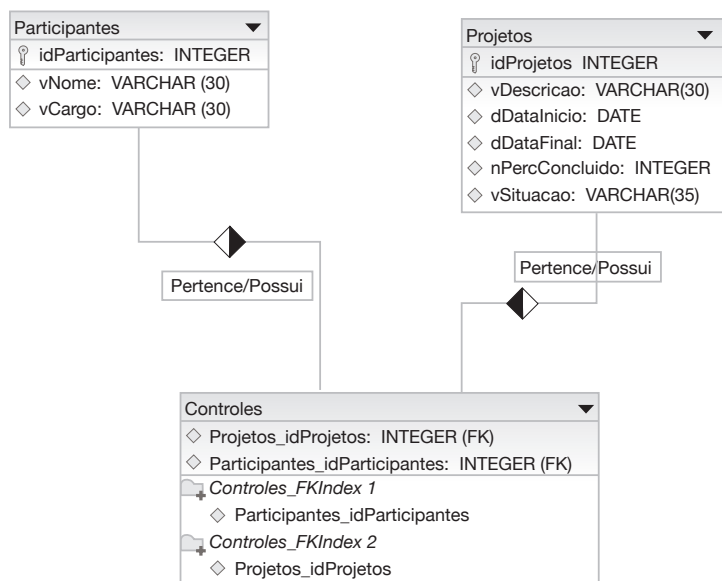 Participantes
idParticipantes: INTEGER
vNome: VARCHAR (30)
vCargo: VARCHAR (30)
Projetos
idProjetos INTEGER
vDescricao: VARCHAR(30)
dDataInicio: DATE
dDataFinal: DATE
nPercConcluido: INTEGER
vSituacao: VARCHAR(35)
Pertence/Possui
Pertence/Possui
Controles
Projetos_idProjetos: INTEGER (FK)
Participantes_idParticipantes: INTEGER (FK)
Controles_FKIndex 1
Participantes_idParticipantes
Controles_FKIndex 2
Projetos_idProjetos